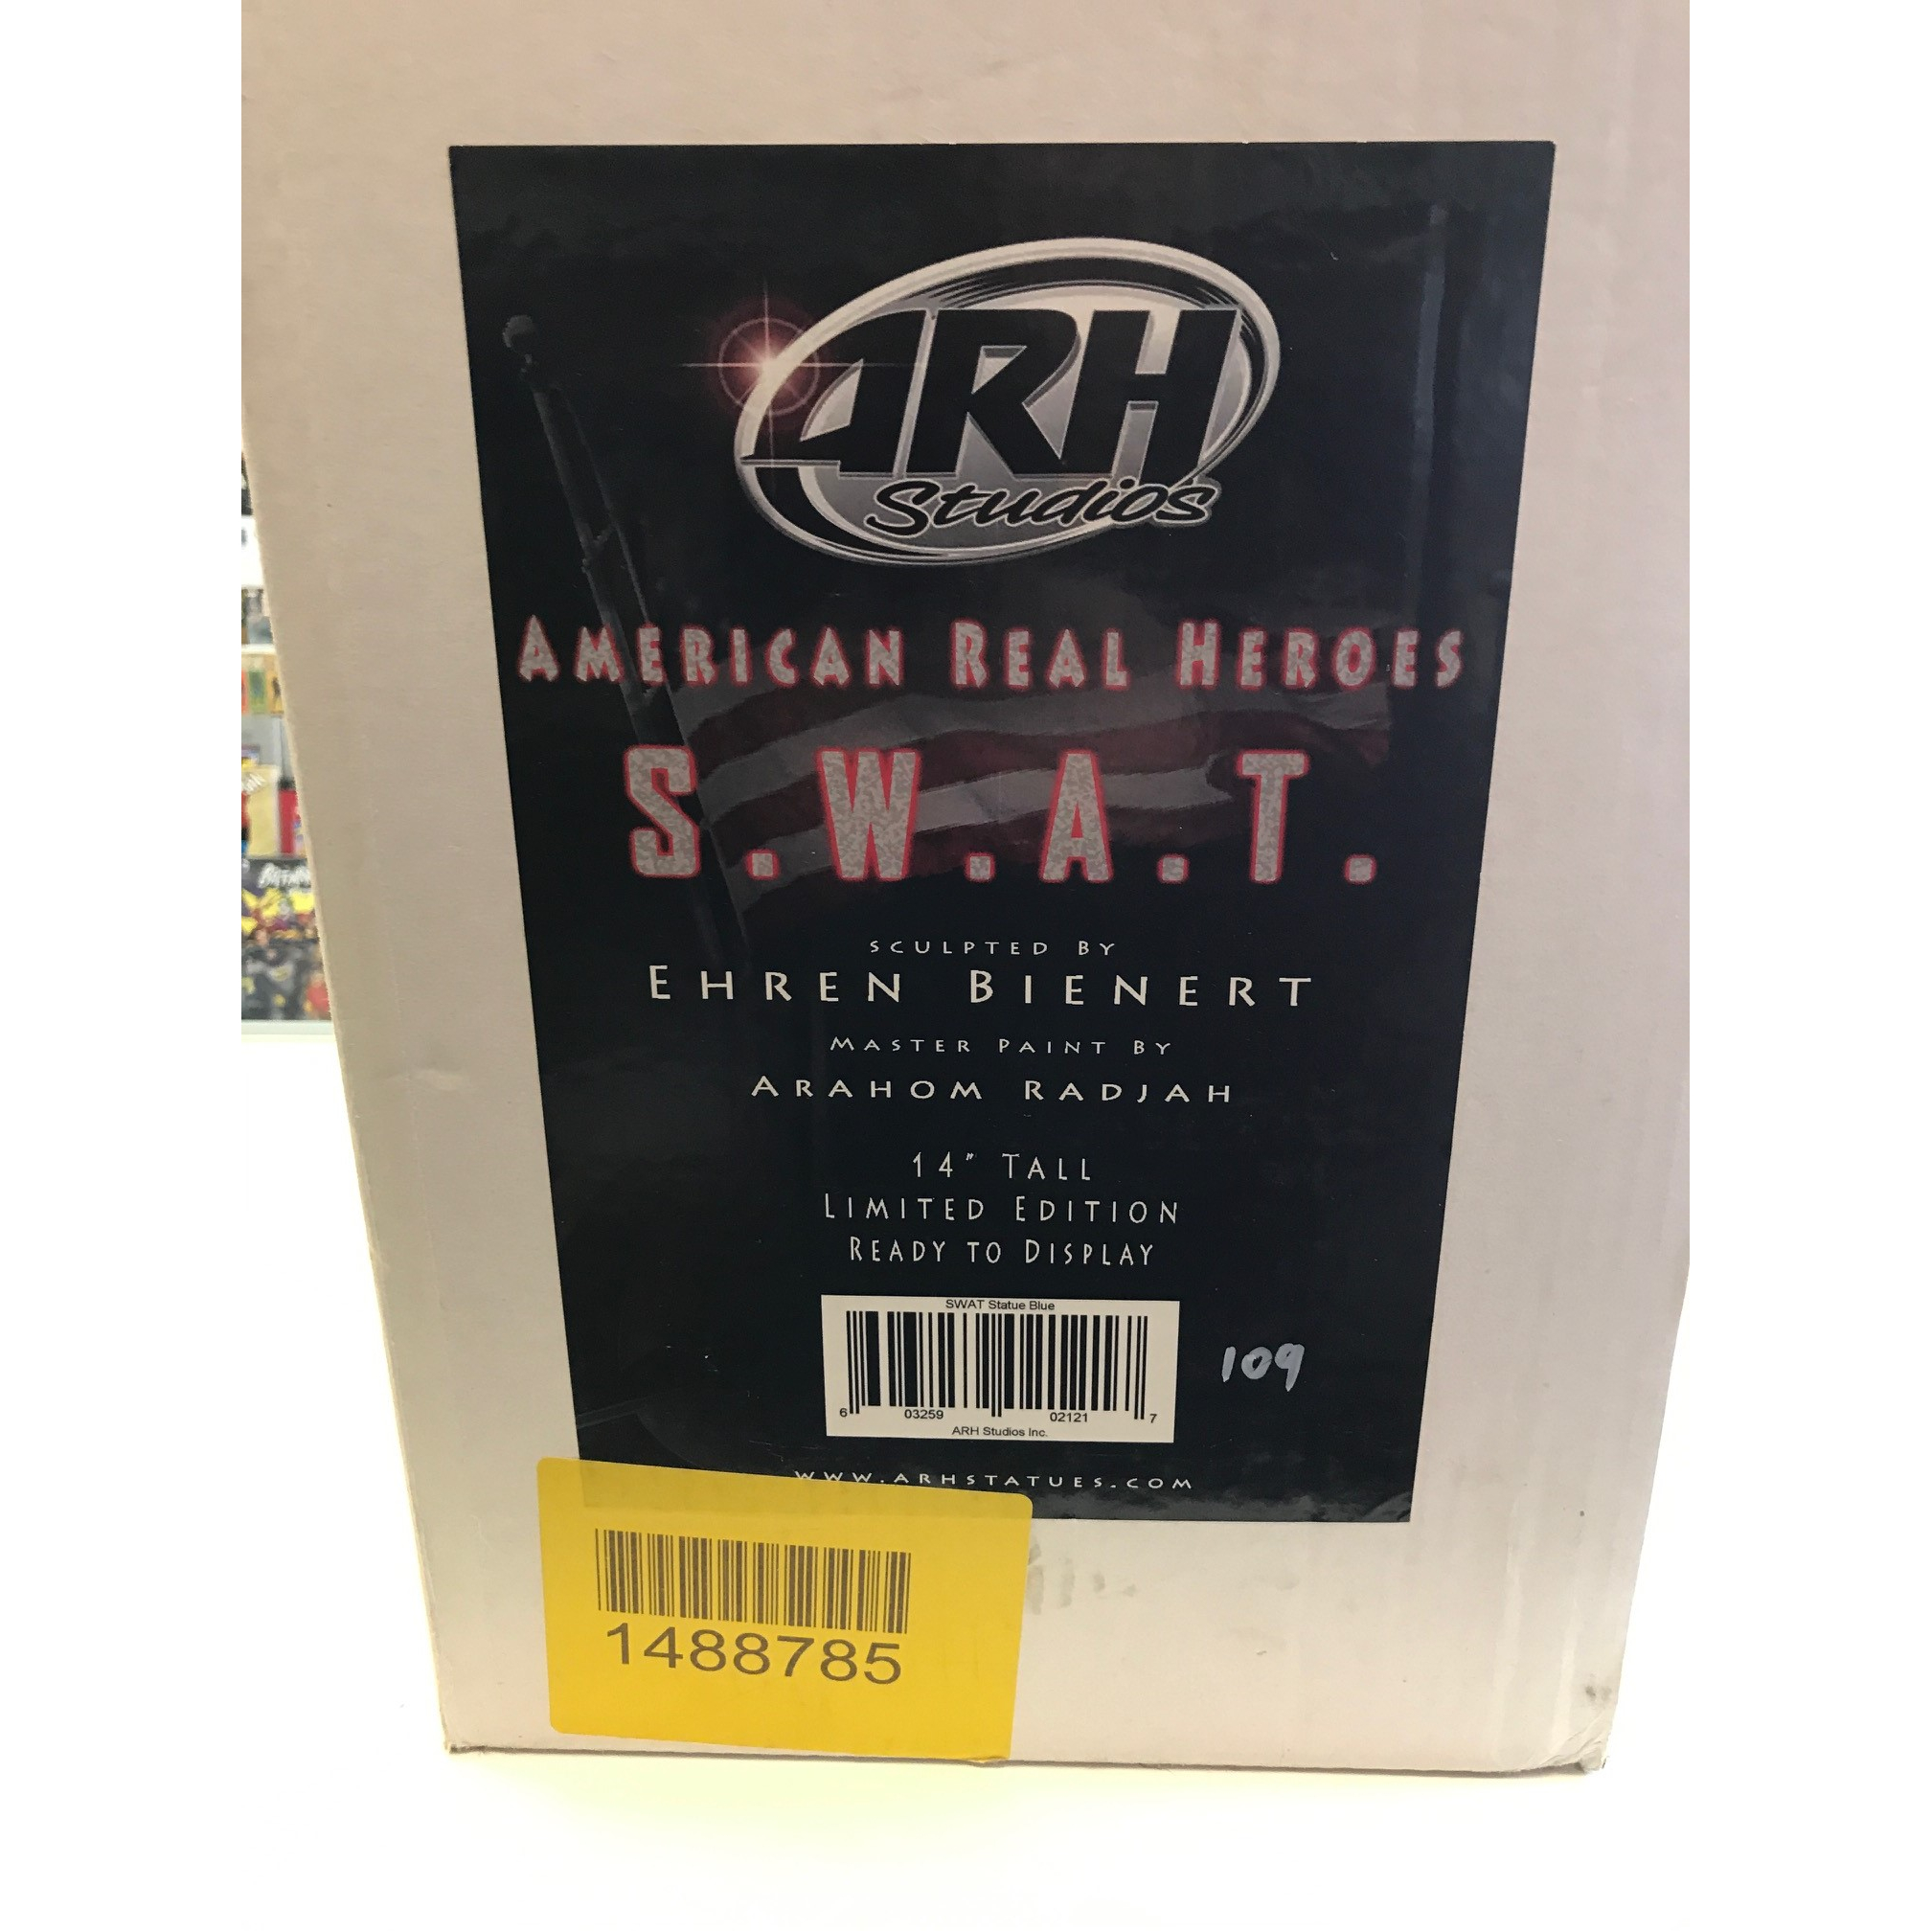 ARH
Studios
AMERICAN REAL HEROES
S.W.A.T.
SCULPTED BY
EHREN BIENERT
MASTER PAINT BY
ARAHOM RADJAH
14" TALL
LIMITED EDITION
READY TO DISPLAY
SWAT Statue Blue
6 03259 02121 7
ARH Studios Inc.
109
WWW.ARHSTATUES.COM
1488785